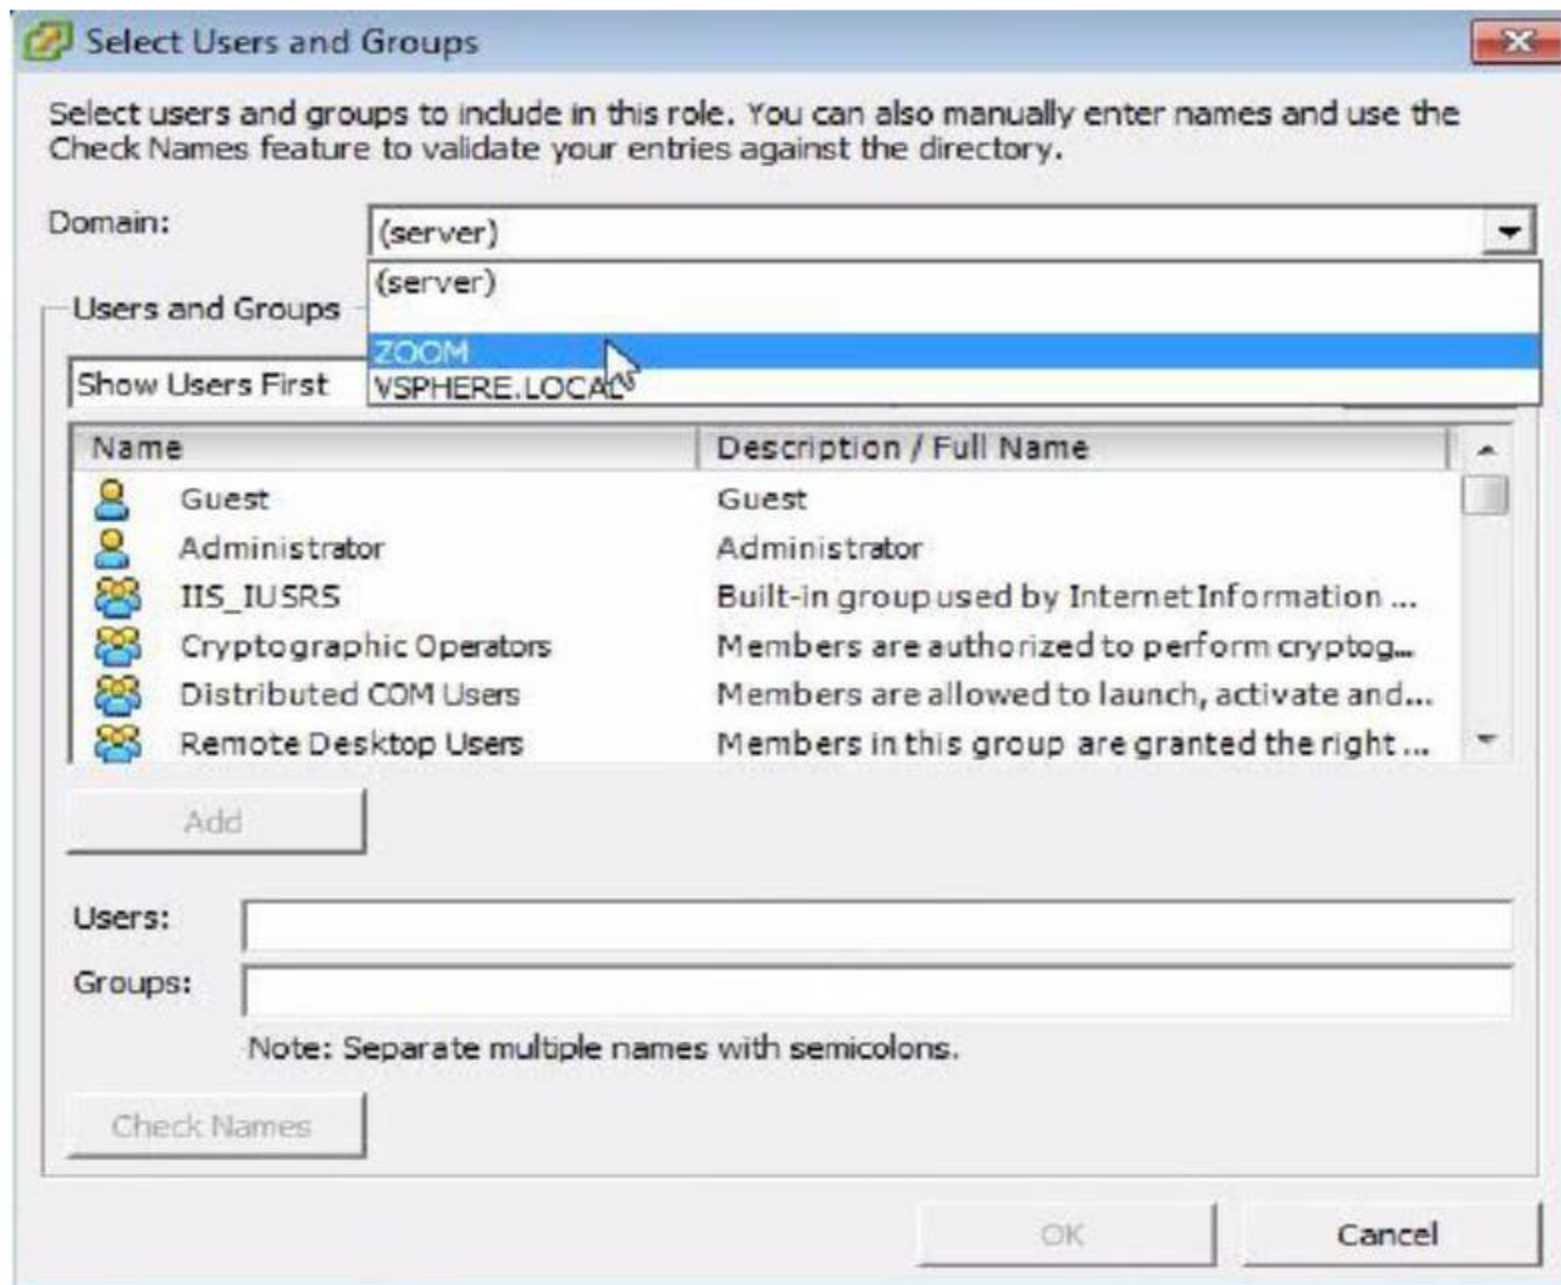 Select Users and Groups
Select users and groups to include in this role. You can also manually enter names and use the
Check Names feature to validate your entries against the directory.
Domain:
(server)
(server)
Users and Groups
ZOOM
Show Users First
VSPHERE.LOCAL
Name
Description / Full Name
Guest
Guest
Administrator
Administrator
IIS_IUSRS
Built-in group used by Internet Information ...
Cryptographic Operators
Members are authorized to perform cryptog...
Distributed COM Users
Members are allowed to launch, activate and...
Remote Desktop Users
Members in this group are granted the right ...
Add
Users:
Groups:
Note: Separate multiple names with semicolons.
Check Names
OK
Cancel